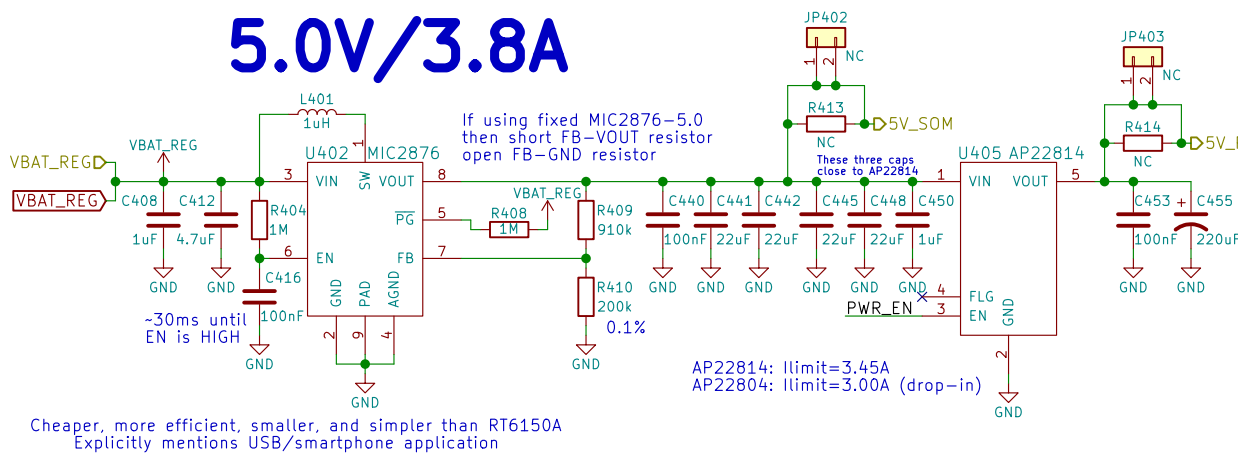 5.0V/3.8A
JP402
1
2
NC
JP403
1
2
NC
L401
1uH
If using fixed MIC2876-5.0
then short FB-VOUT resistor
open FB-GND resistor
R413
NC
5V_SOM
R414
NC
VBAT_REG
VBAT_REG
VBAT_REG
U402 MIC2876
1
3
VIN
SW
VOUT
8
PG
5
EN
6
FB
7
GND
PAD
AGND
2
9
4
GND
C408
1uF
GND
C412
4.7uF
GND
R404
1M
C416
100nF
GND
~30ms until
EN is HIGH
VBAT_REG
R408
1M
R409
910k
R410
200k
0.1%
GND
These three caps
close to AP22814
C440
100nF
GND
C441
22uF
GND
C442
22uF
GND
C445
22uF
GND
C448
22uF
GND
C450
1uF
GND
U405 AP22814
1
VIN
VOUT
5
4
FLG
PWR_EN
3
EN
GND
2
GND
C453
100nF
GND
C455
+
220uF
GND
AP22814: Ilimit=3.45A
AP22804: Ilimit=3.00A (drop-in)
Cheaper, more efficient, smaller, and simpler than RT6150A
Explicitly mentions USB/smartphone application